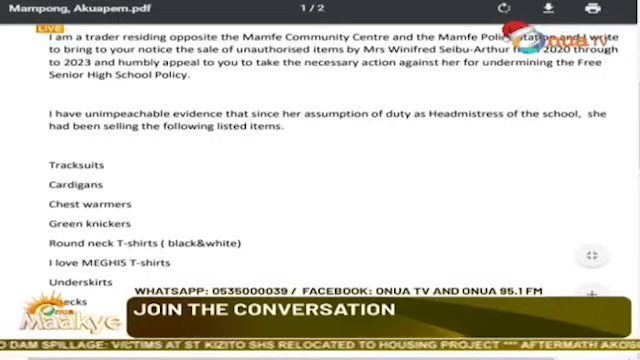 Mampong, Akuapem.pdf
1 / 2
LIVE
onua TV
I am a trader residing opposite the Mamfe Community Centre and the Mamfe Police Station and I write
to bring to your notice the sale of unauthorised items by Mrs Winifred Seibu-Arthur from 2020 through
to 2023 and humbly appeal to you to take the necessary action against her for undermining the Free
Senior High School Policy.
I have unimpeachable evidence that since her assumption of duty as Headmistress of the school, she
had been selling the following listed items.
Tracksuits
Cardigans
Chest warmers
Green knickers
Round neck T-shirts ( black&white)
I love MEGHIS T-shirts
Underskirts
WHATSAPP: 0535000039 / FACEBOOK: ONUA TV AND ONUA 95.1 FM
onua
Maakye
JOIN THE CONVERSATION
O DAM SPILLAGE: VICTIMS AT ST KIZITO SHS RELOCATED TO HOUSING PROJECT *** AFTERMATH AKOS